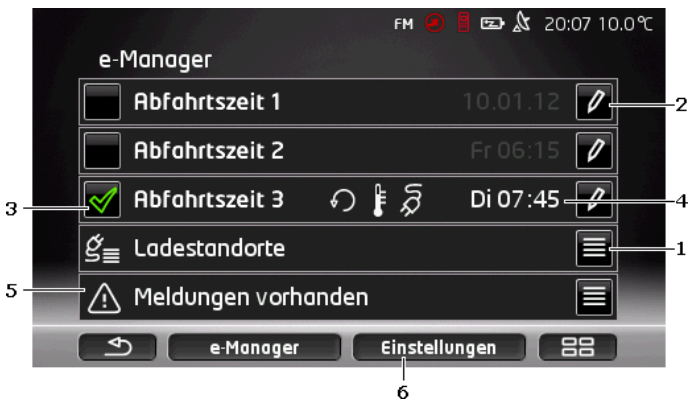 FM 20:07 10.0°C
e-Manager
Abfahrtszeit 1 10.01.12
2
Abfahrtszeit 2 Fr 06:15
3
Abfahrtszeit 3 Di 07:45
4
Ladestandorte
1
5
Meldungen vorhanden
e-Manager Einstellungen
6